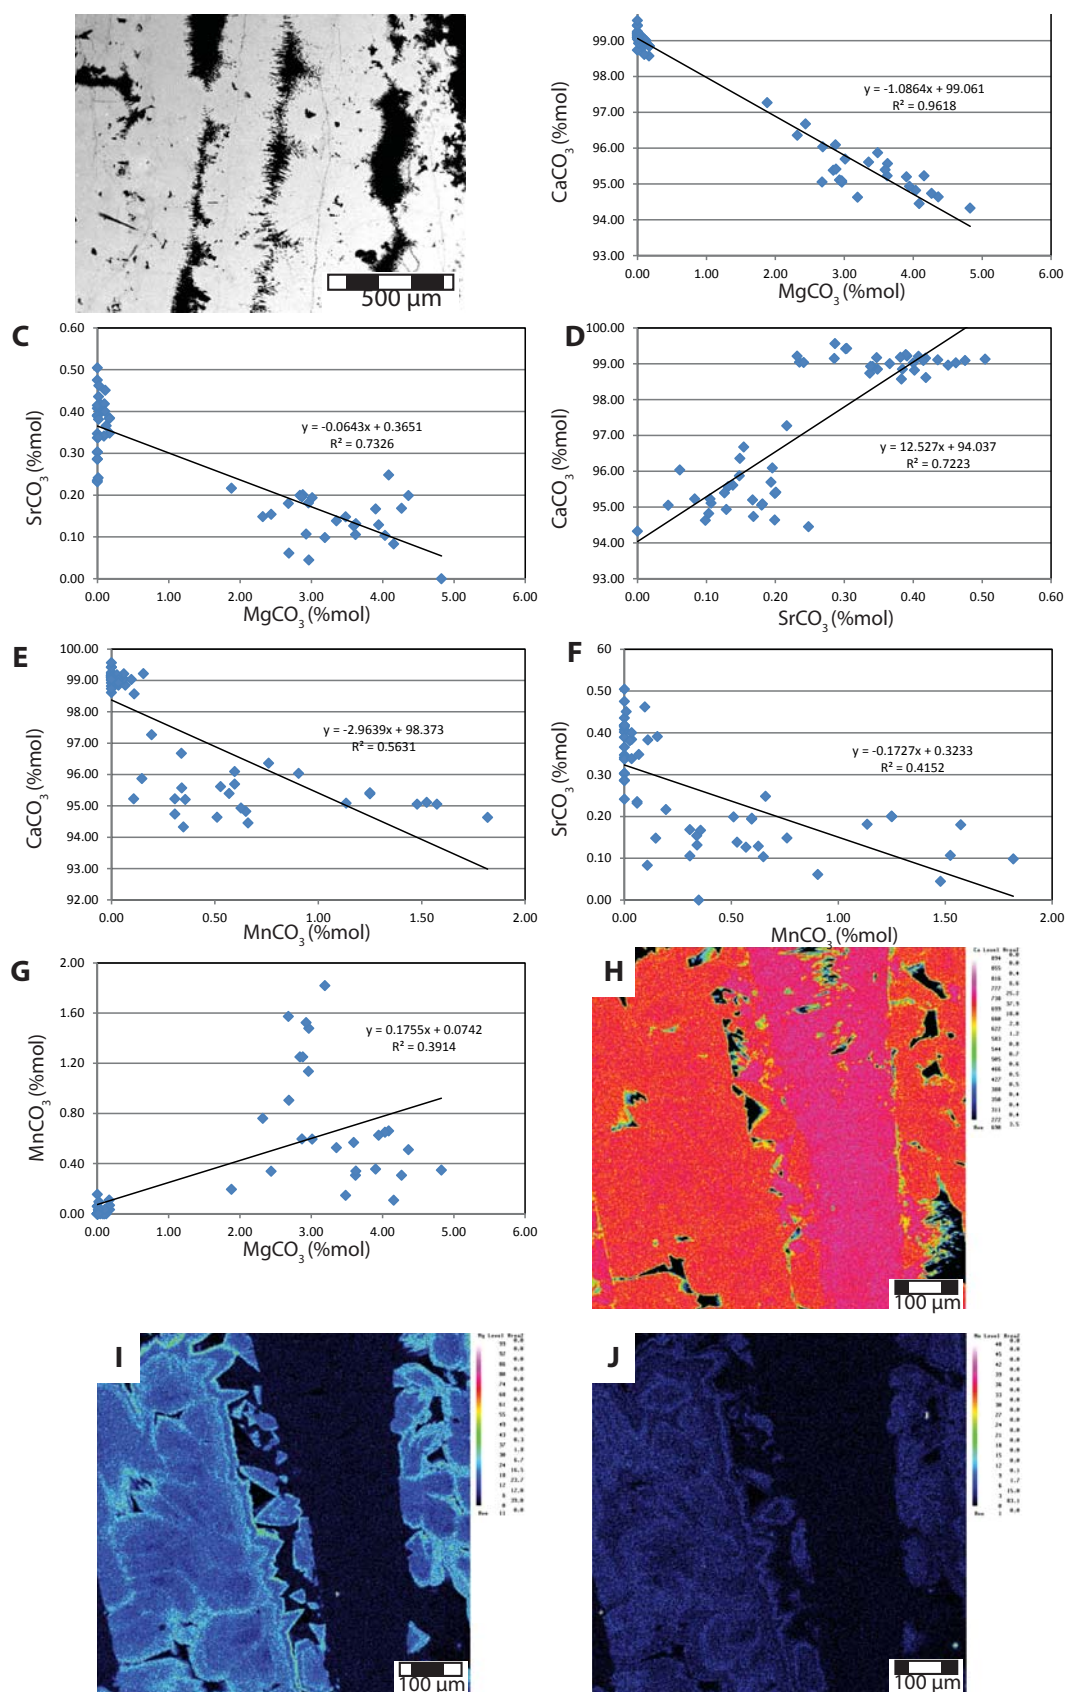 500 µm
99.00
98.00
97.00
96.00
95.00
94.00
93.00
CaCO3 (%mol)
y = -1.0864x + 99.061
R² = 0.9618
0.00 1.00 2.00 3.00 4.00 5.00 6.00
MgCO3 (%mol)
C
0.60
0.50
0.40
0.30
0.20
0.10
0.00
SrCO3 (%mol)
y = -0.0643x + 0.3651
R² = 0.7326
0.00 1.00 2.00 3.00 4.00 5.00 6.00
MgCO3 (%mol)
D
100.00
99.00
98.00
97.00
96.00
95.00
94.00
93.00
CaCO3 (%mol)
y = 12.527x + 94.037
R² = 0.7223
0.00 0.10 0.20 0.30 0.40 0.50 0.60
SrCO3 (%mol)
E
100.00
99.00
98.00
97.00
96.00
95.00
94.00
93.00
92.00
CaCO3 (%mol)
y = -2.9639x + 98.373
R² = 0.5631
0.00 0.50 1.00 1.50 2.00
MnCO3 (%mol)
F
60
0.50
0.40
0.30
0.20
0.10
0.00
SrCO3 (%mol)
y = -0.1727x + 0.3233
R² = 0.4152
0.00 0.50 1.00 1.50 2.00
MnCO3 (%mol)
G
2.00
1.60
1.20
0.80
0.40
0.00
MnCO3 (%mol)
y = 0.1755x + 0.0742
R² = 0.3914
0.00 1.00 2.00 3.00 4.00 5.00 6.00
MgCO3 (%mol)
H
100 µm
I
100 µm
J
100 µm